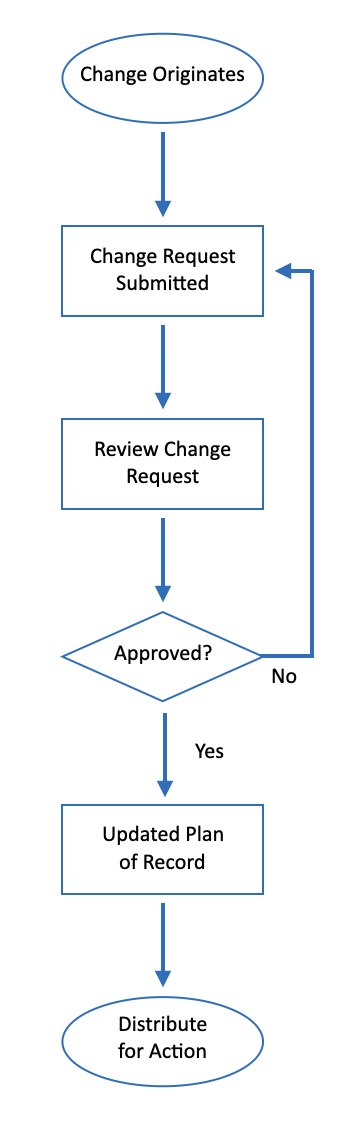 Change Originates
Change Request
Submitted
Review Change
Request
Approved?
No
Yes
Updated Plan
of Record
Distribute
for Action